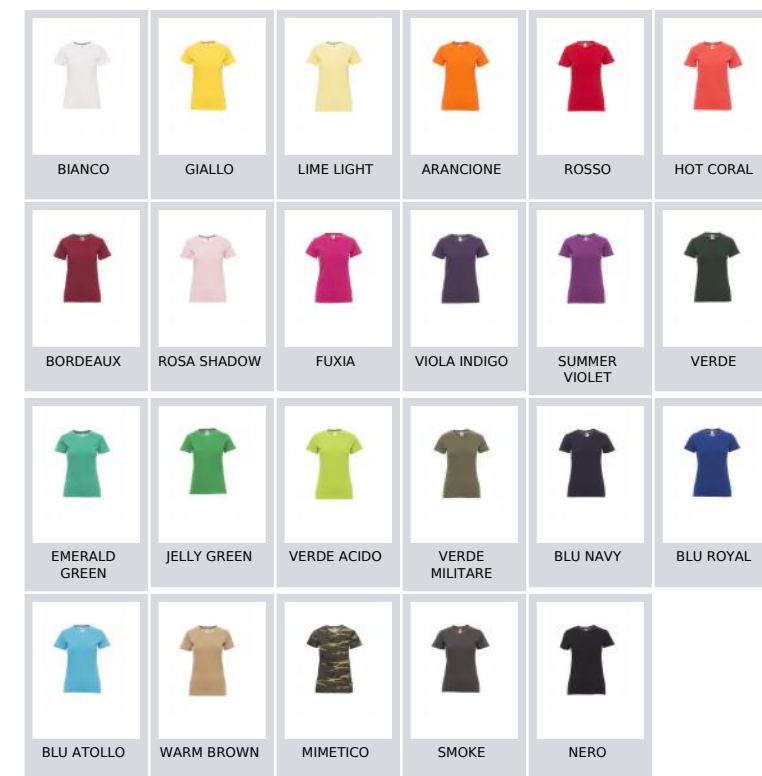 BIANCO
GIALLO
LIME LIGHT
ARANCIONE
ROSSO
HOT CORAL
BORDEAUX
ROSA SHADOW
FUXIA
VIOLA INDIGO
SUMMER
VIOLET
VERDE
EMERALD
GREEN
JELLY GREEN
VERDE ACIDO
VERDE
MILITARE
BLU NAVY
BLU ROYAL
BLU ATOLLO
WARM BROWN
MIMETICO
SMOKE
NERO